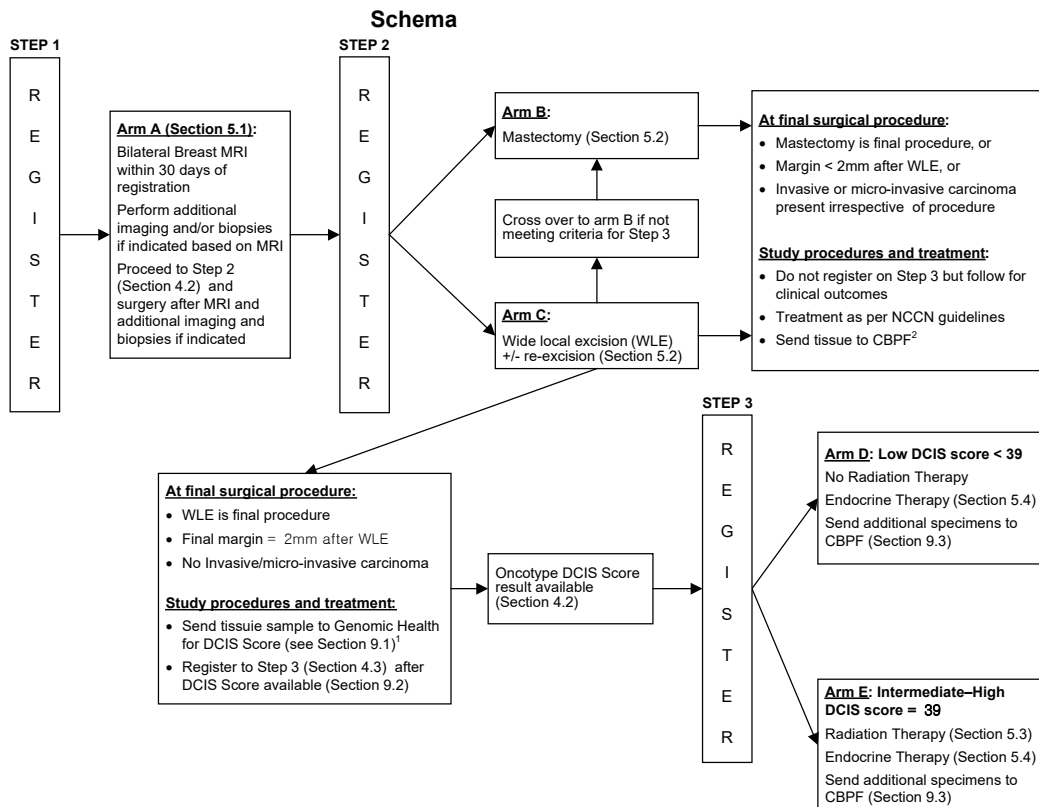 Schema
STEP 1
R
E
G
I
S
T
E
R
Arm A (Section 5.1):
Bilateral Breast MRI
within 30 days of
registration
Perform additional
imaging and/or biopsies
if indicated based on MRI
Proceed to Step 2
(Section 4.2) and
surgery after MRI and
additional imaging and
biopsies if indicated
STEP 2
R
E
G
I
S
T
E
R
Arm B:
Mastectomy (Section 5.2)
Cross over to arm B if not
meeting criteria for Step 3
Arm C:
Wide local excision (WLE)
+/- re-excision (Section 5.2)
At final surgical procedure:
• Mastectomy is final procedure, or
• Margin < 2mm after WLE, or
• Invasive or micro-invasive carcinoma
present irrespective of procedure
Study procedures and treatment:
• Do not register on Step 3 but follow for
clinical outcomes
• Treatment as per NCCN guidelines
• Send tissue to CBPF2
At final surgical procedure:
• WLE is final procedure
• Final margin = 2mm after WLE
• No Invasive/micro-invasive carcinoma
Study procedures and treatment:
• Send tissuie sample to Genomic Health
for DCIS Score (see Section 9.1)1
• Register to Step 3 (Section 4.3) after
DCIS Score available (Section 9.2)
Oncotype DCIS Score
result available
(Section 4.2)
STEP 3
R
E
G
I
S
T
E
R
Arm D: Low DCIS score < 39
No Radiation Therapy
Endocrine Therapy (Section 5.4)
Send additional specimens to
CBPF (Section 9.3)
Arm E: Intermediate–High
DCIS score = 39
Radiation Therapy (Section 5.3)
Endocrine Therapy (Section 5.4)
Send additional specimens to
CBPF (Section 9.3)